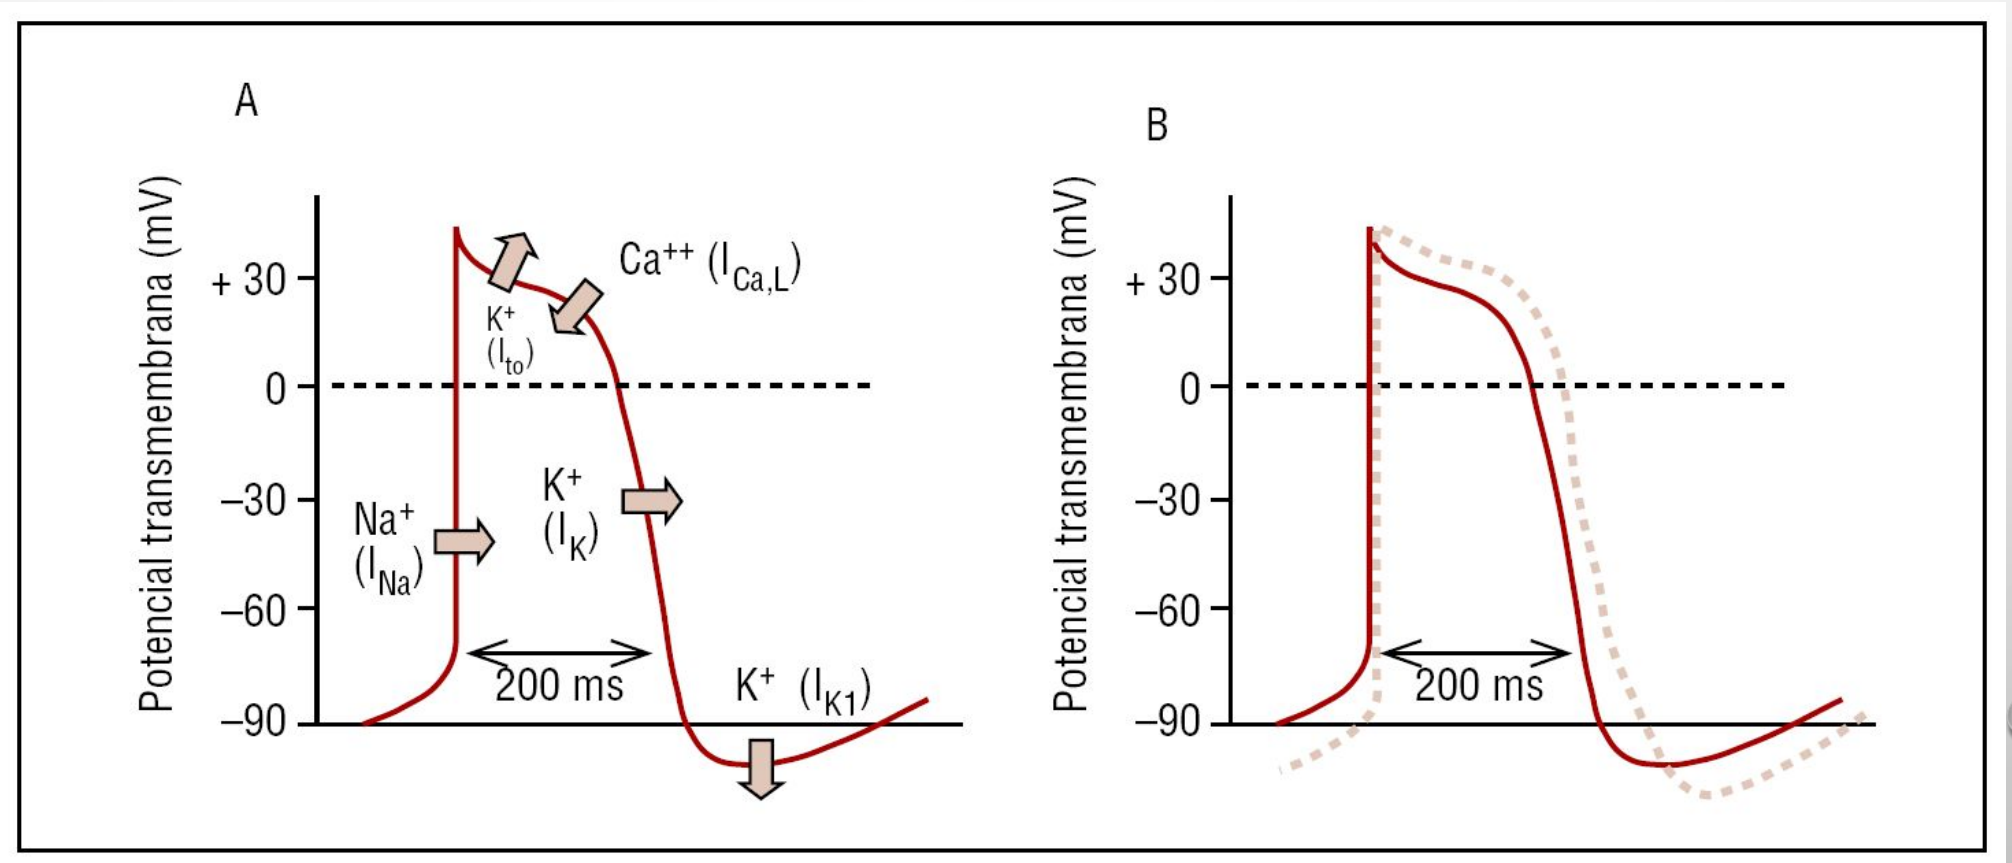 A
Potencial transmembrana (mV)
+ 30
0
–30
–60
–90
K+
(Ito)
Ca++ (ICa,L)
Na+
(INa)
K+
(IK)
200 ms
K+ (IK1)
B
Potencial transmembrana (mV)
+ 30
0
–30
–60
–90
200 ms